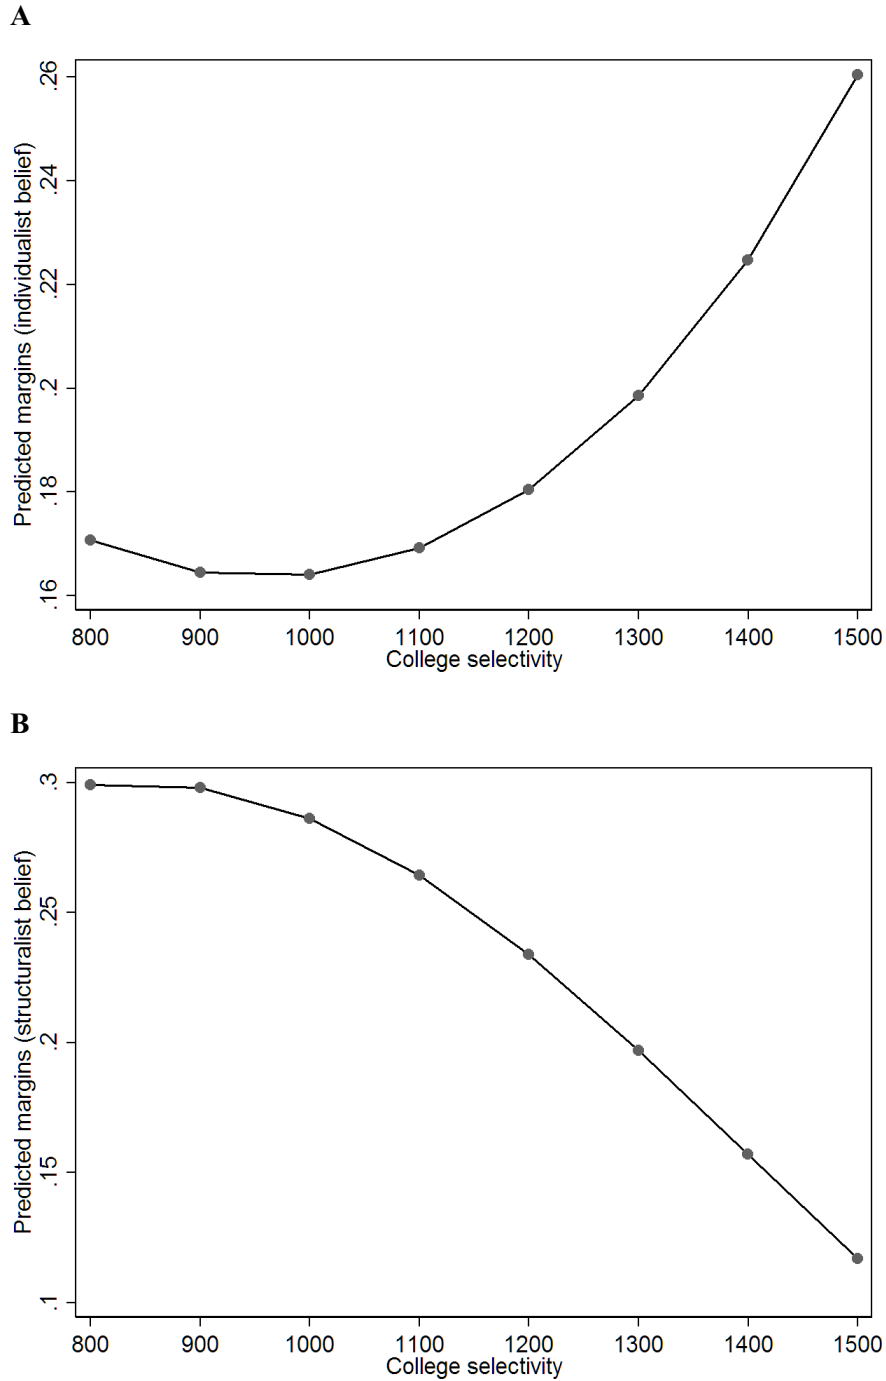 A
Predicted margins (individualist belief)
.26
.24
.22
.2
.18
.16
800 900 1000 1100 1200 1300 1400 1500
College selectivity
B
Predicted margins (structuralist belief)
.3
.25
.2
.15
.1
800 900 1000 1100 1200 1300 1400 1500
College selectivity